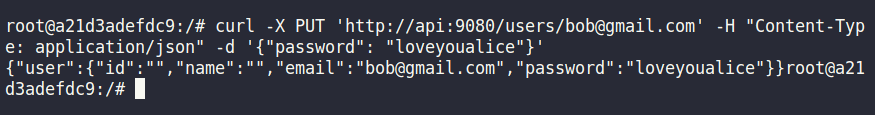 root@a21d3adefdc9:/# curl -X PUT 'http://api:9080/users/bob@gmail.com' -H "Content-Typ
e: application/json" -d '{"password": "loveyoualice"}'
{"user":{"id":"","name":"","email":"bob@gmail.com","password":"loveyoualice"}}root@a21
d3adefdc9:/#